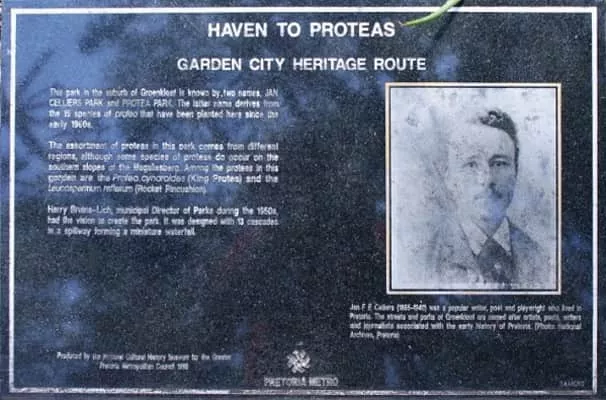 HAVEN TO PROTEAS
GARDEN CITY HERITAGE ROUTE
This park in the suburb of Groenkloof is known by two names, JAN
CELLIERS PARK and PROTEA PARK. The latter name derives from
the 15 species of protea that have been planted here since the
early 1960s.
The assortment of proteas in this park comes from different
regions, although some species of proteas do occur on the
southern slopes of the Magaliesberg. Among the proteas in this
garden are the Protea cynaroides (King Protea) and the
Leucospermum reflexum (Rocket Pincushion).
Harry Bruins-Lich, municipal Director of Parks during the 1950s,
had the vision to create the park. It was designed with 13 cascades
in a spillway forming a miniature waterfall.
Jan F E Celliers (1865-1940) was a popular writer, poet and playwright who lived in
Pretoria. The streets and parks of Groenkloof are named after artists, poets, writers
and journalists associated with the early history of Pretoria. (Photo: National
Archives, Pretoria)
Produced by the National Cultural History Museum for the Greater
Pretoria Metropolitan Council 1998
PRETORIA METRO